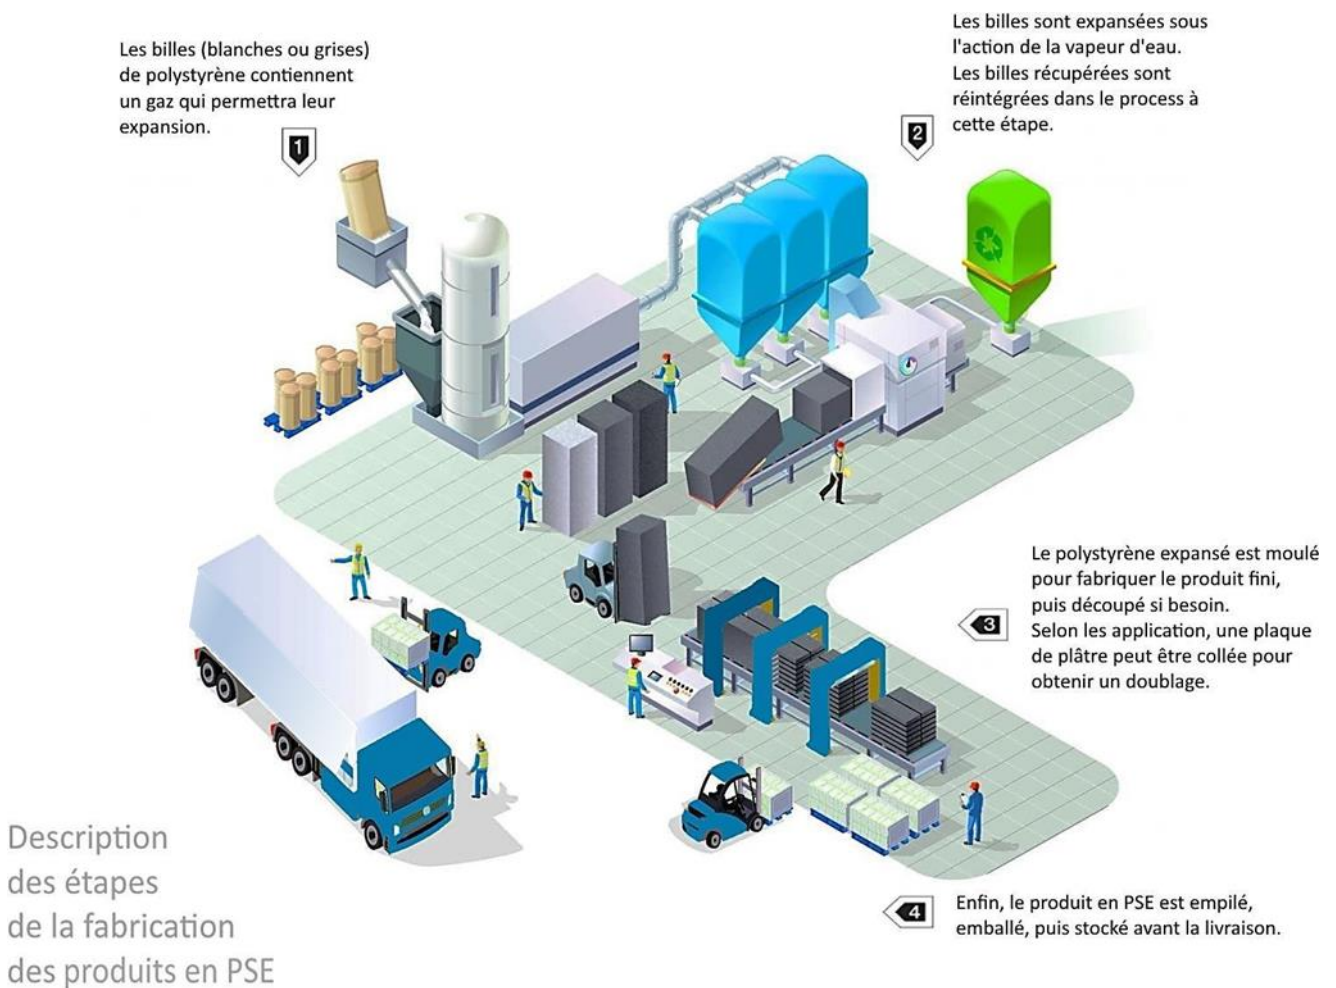 Les billes (blanches ou grises)
de polystyrène contiennent
un gaz qui permettra leur
expansion.
1
Les billes sont expansées sous
l'action de la vapeur d'eau.
Les billes récupérées sont
réintégrées dans le process à
cette étape.
2
Le polystyrène expansé est moulé
pour fabriquer le produit fini,
puis découpé si besoin.
Selon les application, une plaque
de plâtre peut être collée pour
obtenir un doublage.
3
Enfin, le produit en PSE est empilé,
emballé, puis stocké avant la livraison.
4
Description
des étapes
de la fabrication
des produits en PSE